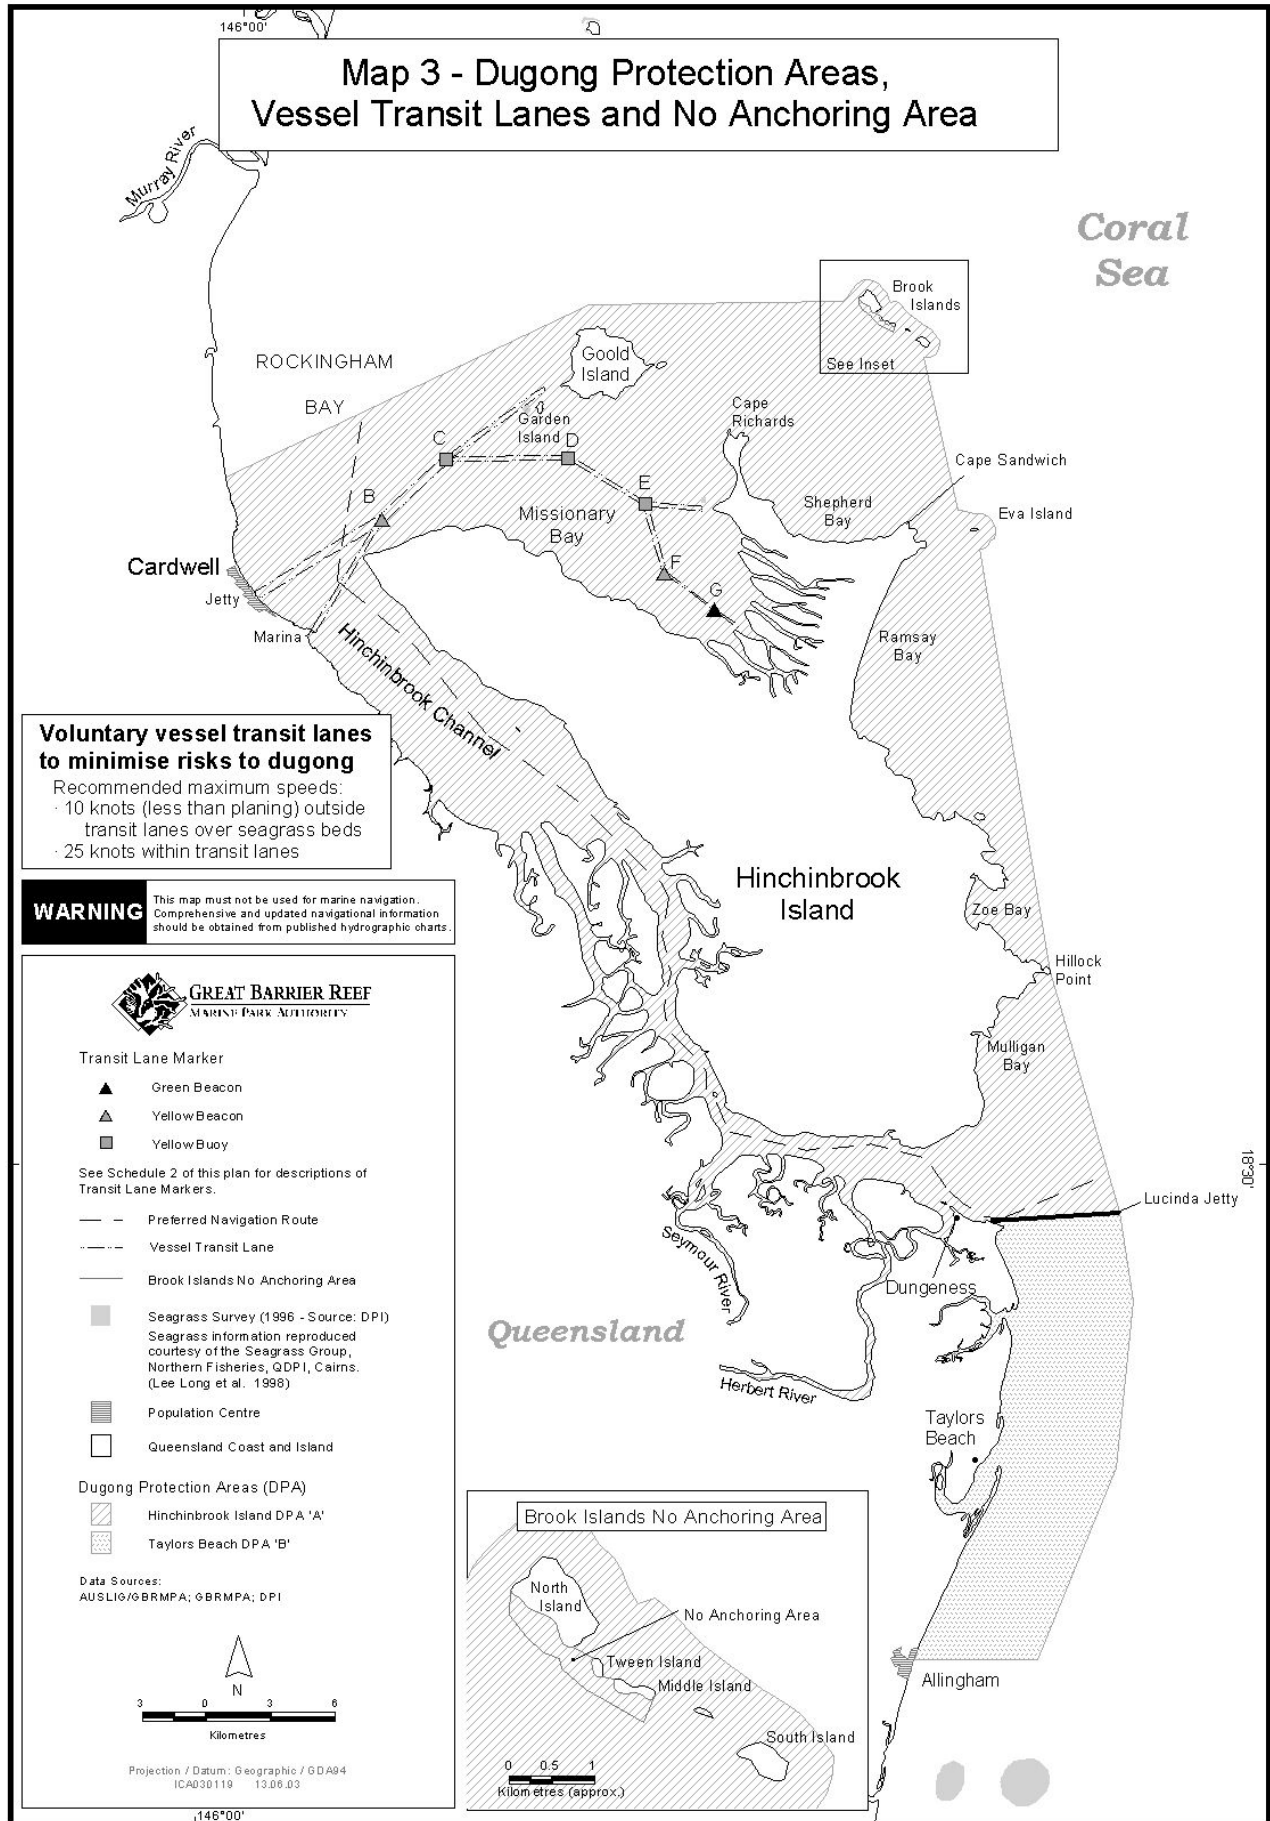 146°00'
Map 3 - Dugong Protection Areas,
Vessel Transit Lanes and No Anchoring Area
Murray River
Coral
Sea
Brook
Islands
See Inset
ROCKINGHAM
BAY
Goold
Island
Garden
Island
Cape
Richards
C
D
Cape Sandwich
B
E
Missionary
Bay
Shepherd
Bay
Eva Island
Cardwell
Jetty
F
G
Marina
Ramsay
Bay
Hinchinbrook Channel
Voluntary vessel transit lanes
to minimise risks to dugong
Recommended maximum speeds:
· 10 knots (less than planing) outside
transit lanes over seagrass beds
· 25 knots within transit lanes
WARNING
This map must not be used for marine navigation.
Comprehensive and updated navigational information
should be obtained from published hydrographic charts.
Hinchinbrook
Island
Zoe Bay
Hillock
Point
Mulligan
Bay
18°30'
Lucinda Jetty
Seymour River
Dungeness
Queensland
Herbert River
Taylors
Beach
Allingham
GREAT BARRIER REEF
MARINE PARK AUTHORITY
Transit Lane Marker
Green Beacon
Yellow Beacon
Yellow Buoy
See Schedule 2 of this plan for descriptions of
Transit Lane Markers.
Preferred Navigation Route
Vessel Transit Lane
Brook Islands No Anchoring Area
Seagrass Survey (1996 - Source: DPI)
Seagrass information reproduced
courtesy of the Seagrass Group,
Northern Fisheries, QDPI, Cairns.
(Lee Long et al. 1998)
Population Centre
Queensland Coast and Island
Dugong Protection Areas (DPA)
Hinchinbrook Island DPA 'A'
Taylors Beach DPA 'B'
Data Sources:
AUSLIG/GBRMPA; GBRMPA; DPI
N
3 0 3 6
Kilometres
Projection / Datum: Geographic / GDA94
ICA030119 13.06.03
146°00'
Brook Islands No Anchoring Area
North
Island
No Anchoring Area
Tween Island
Middle Island
South Island
0 0.5 1
Kilometres (approx.)